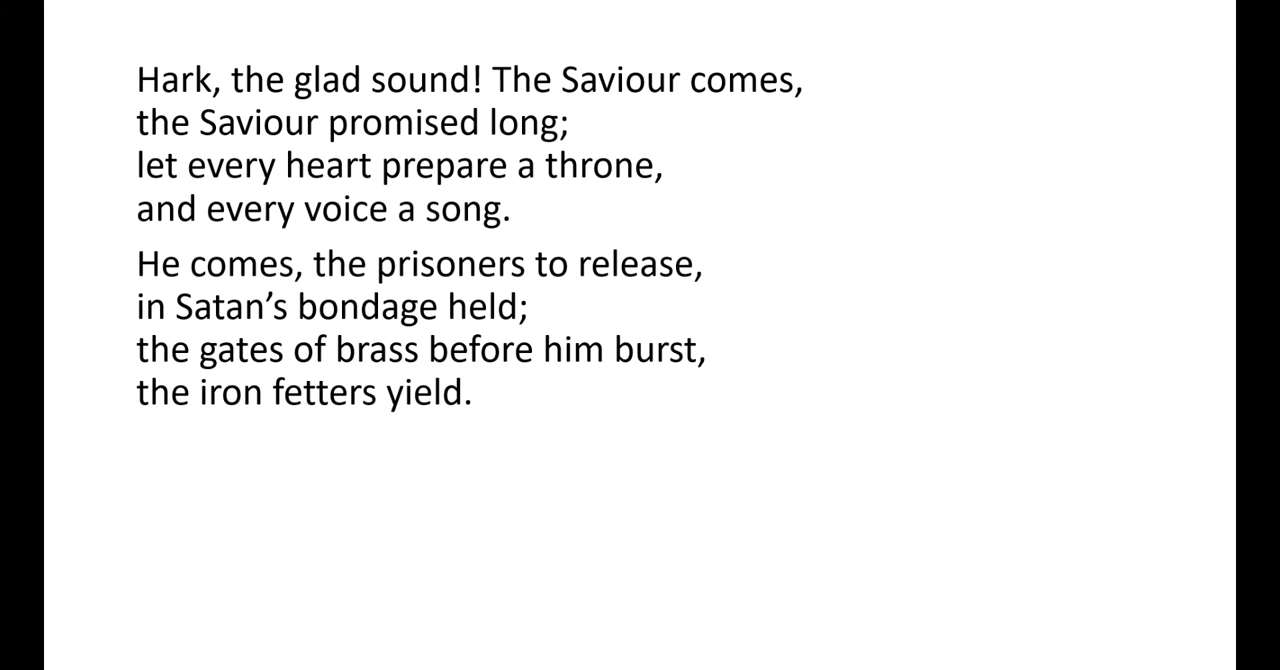 Hark, the glad sound! The Saviour comes,
the Saviour promised long;
let every heart prepare a throne,
and every voice a song.
He comes, the prisoners to release,
in Satan’s bondage held;
the gates of brass before him burst,
the iron fetters yield.